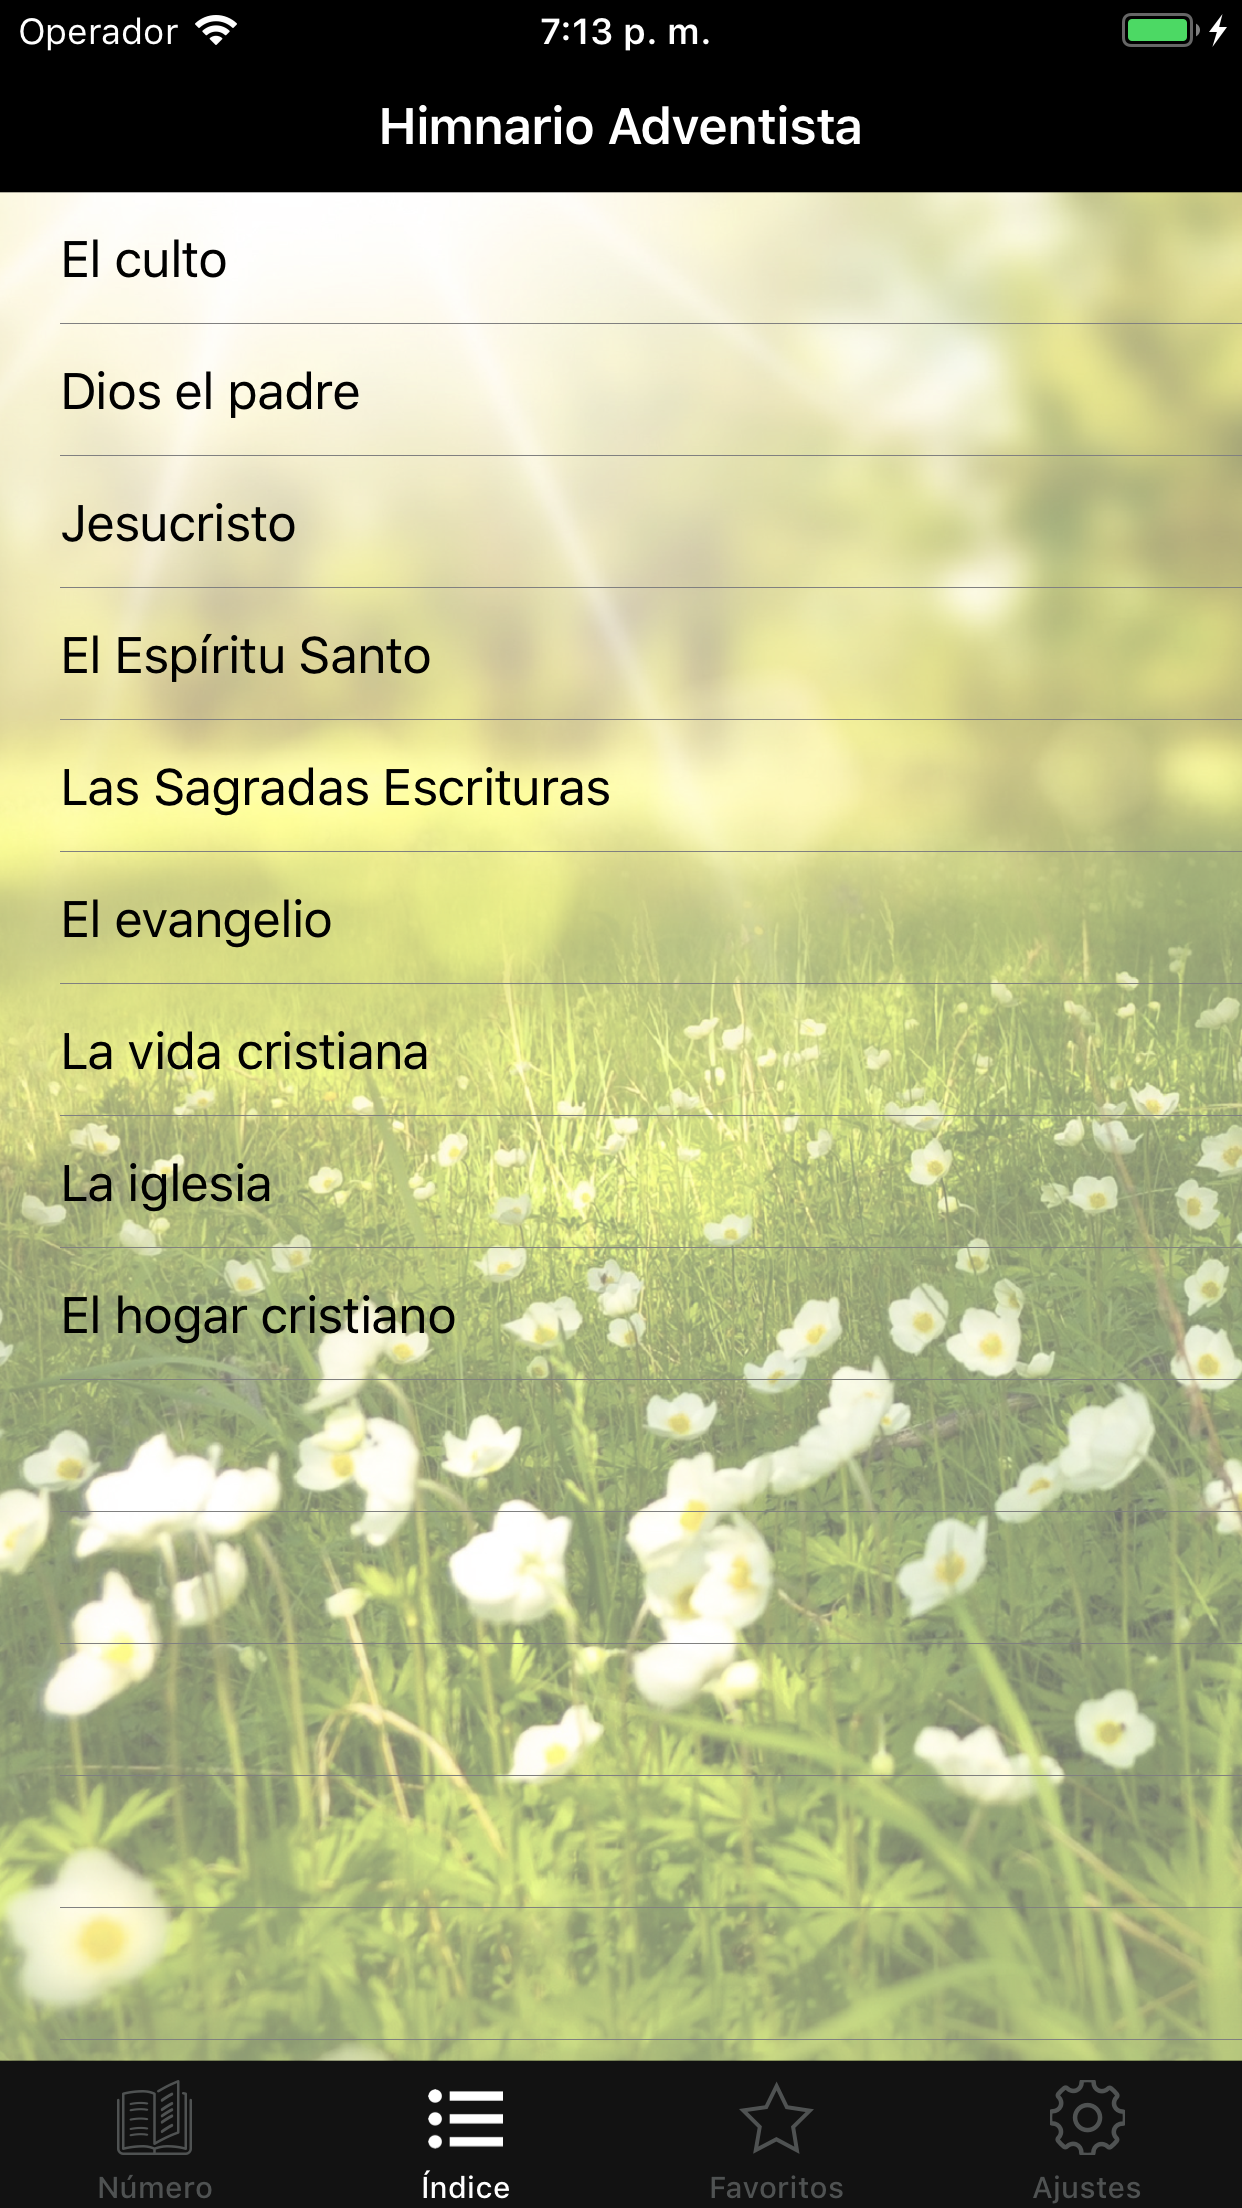 Operador 7:13 p. m.
Himnario Adventista
El culto
Dios el padre
Jesucristo
El Espíritu Santo
Las Sagradas Escrituras
El evangelio
La vida cristiana
La iglesia
El hogar cristiano
Número Índice Favoritos Ajustes